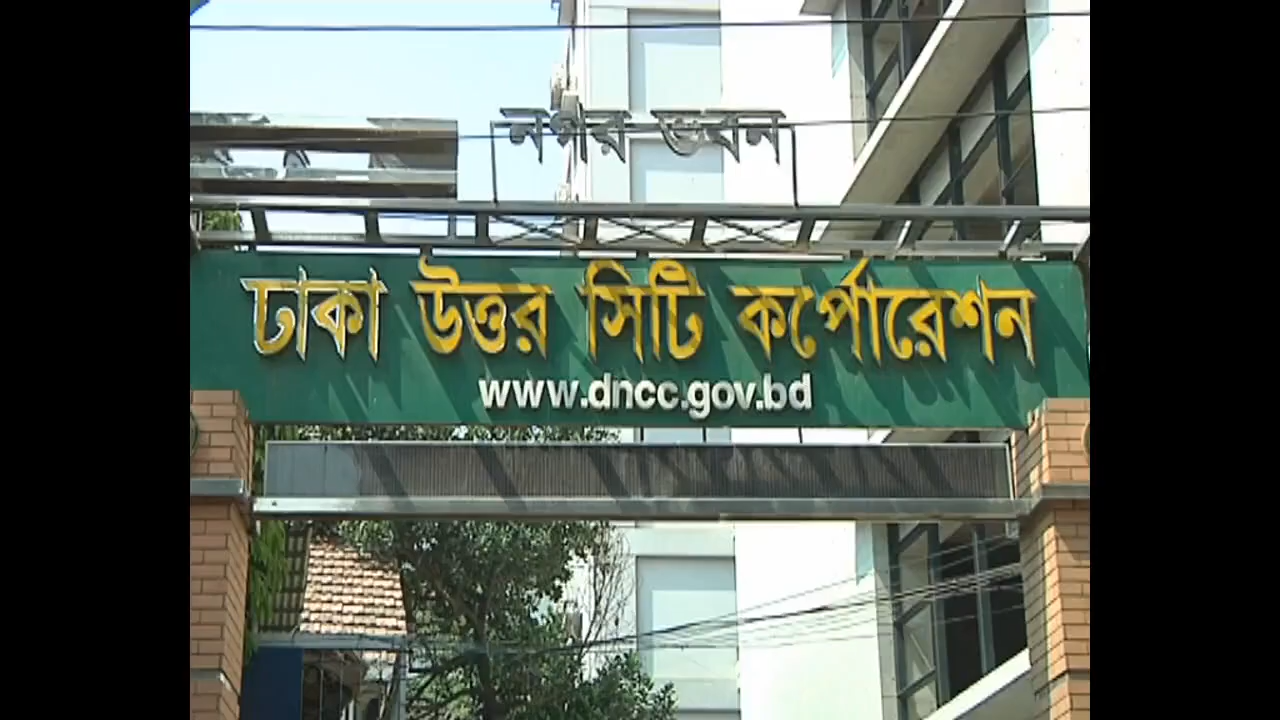 নগর ভবন
ঢাকা উত্তর সিটি কর্পোরেশন
www.dncc.gov.bd